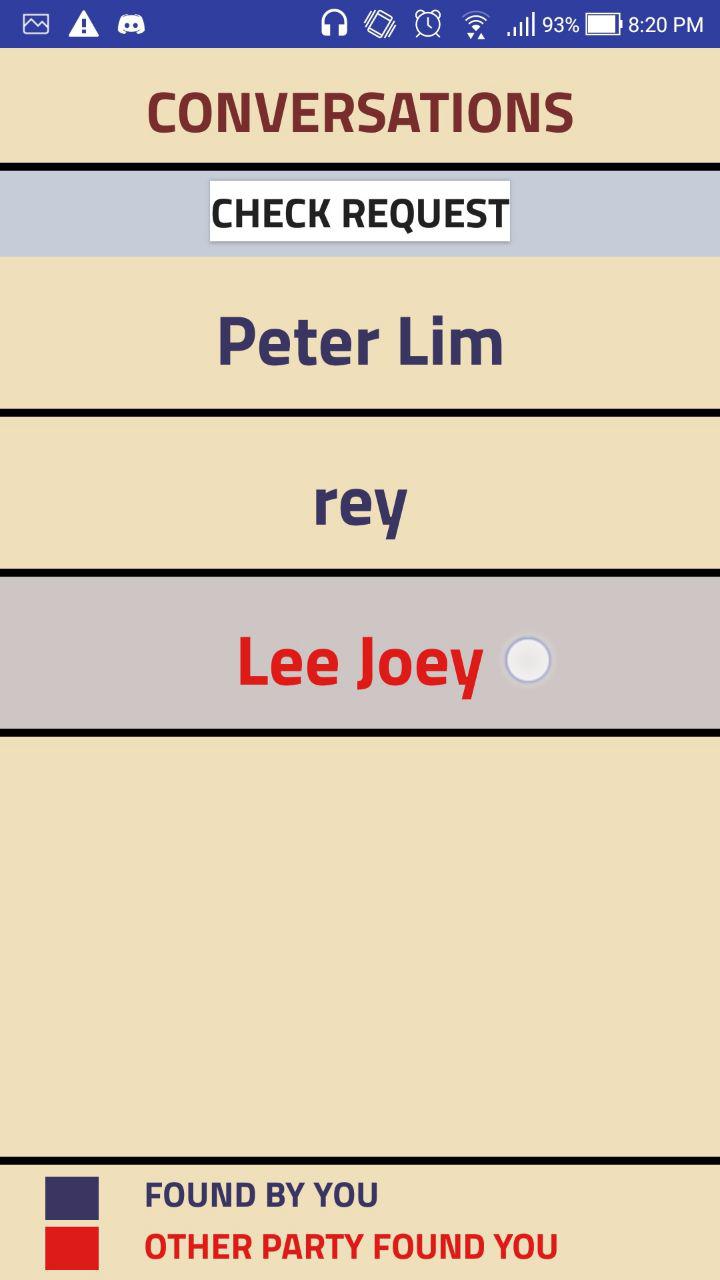 93% 8:20 PM
CONVERSATIONS
CHECK REQUEST
Peter Lim
rey
Lee Joey
FOUND BY YOU
OTHER PARTY FOUND YOU